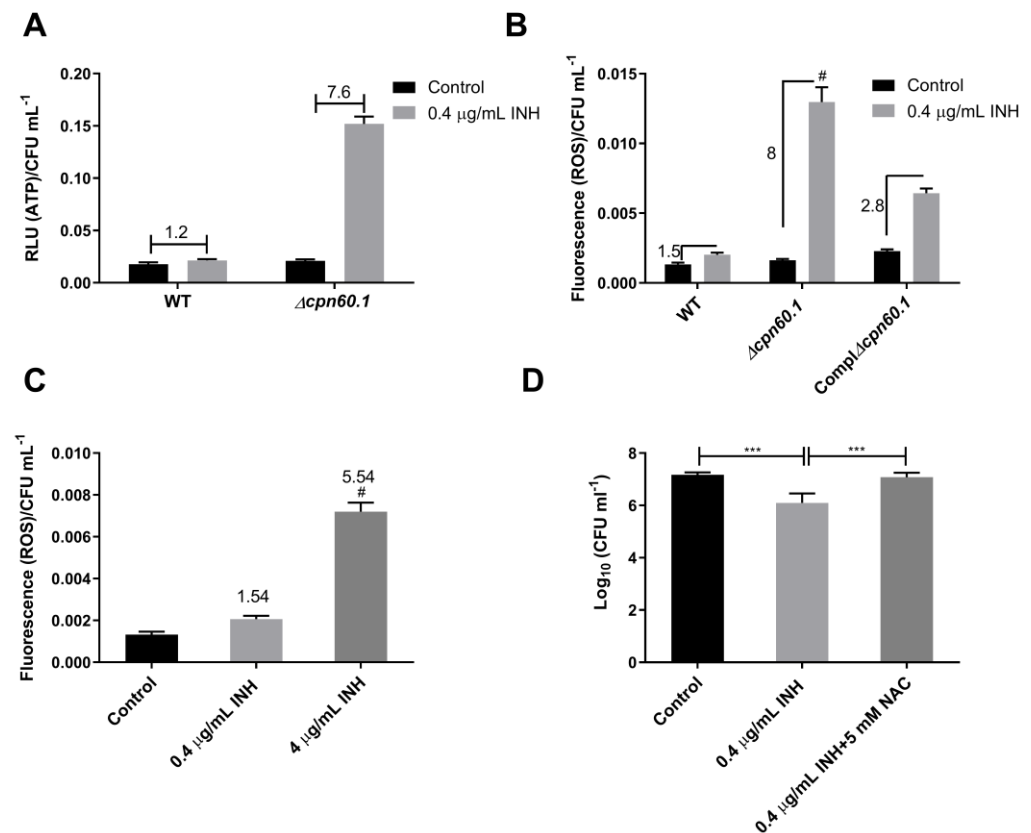 A
RLU (ATP)/CFU mL-1
0.20
0.15
0.10
0.05
0.00
1.2
7.6
Control
0.4 μg/mL INH
WT
Δcpn60.1
B
Fluorescence (ROS)/CFU mL-1
0.015
0.010
0.005
0.000
1.5
8
#
2.8
Control
0.4 μg/mL INH
WT
Δcpn60.1
ComplΔcpn60.1
C
Fluorescence (ROS)/CFU mL-1
0.010
0.008
0.006
0.004
0.002
0.000
1.54
5.54
#
Control
0.4 μg/mL INH
4 μg/mL INH
D
Log10 (CFU ml-1)
8
6
4
2
0
***
***
Control
0.4 μg/mL INH
0.4 μg/mL INH+5 mM NAC